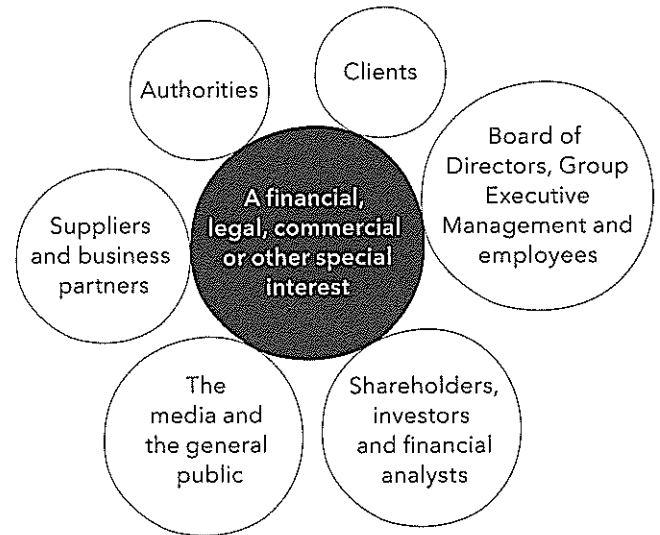 Authorities
Clients
Board of
Directors, Group
Executive
Management and
employees
A financial,
legal, commercial
or other special
interest
Suppliers
and business
partners
The
media and
the general
public
Shareholders,
investors
and financial
analysts